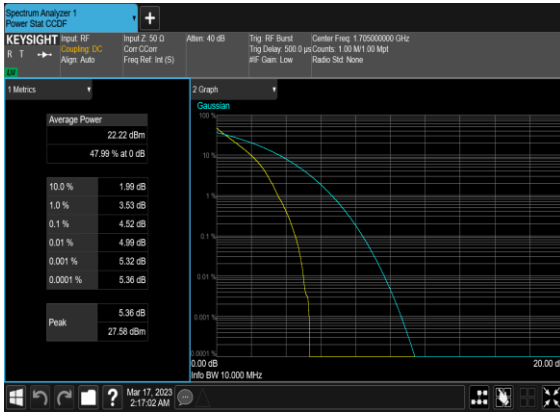 Spectrum Analyzer 1
Power Stat CCDF
+
KEYSIGHT
R T
LXI
Input: RF
Coupling: DC
Align: Auto
Input Z: 50 Ω
Corr CCorr
Freq Ref: Int (S)
Atten: 40 dB
Trig: RF Burst
Trig Delay: 500.0 µs
#IF Gain: Low
Center Freq: 1.705000000 GHz
Counts: 1.00 M/1.00 Mpt
Radio Std: None
1 Metrics
Average Power
22.22 dBm
47.99 % at 0 dB
10.0 % 1.99 dB
1.0 % 3.53 dB
0.1 % 4.52 dB
0.01 % 4.99 dB
0.001 % 5.32 dB
0.0001 % 5.36 dB
Peak
5.36 dB
27.58 dBm
2 Graph
Gaussian
100 %
10 %
1 %
0.1 %
0.01 %
0.001 %
0.0001 %
0.00 dB
20.00 d
Info BW 10.000 MHz
?
Mar 17, 2023
2:17:02 AM